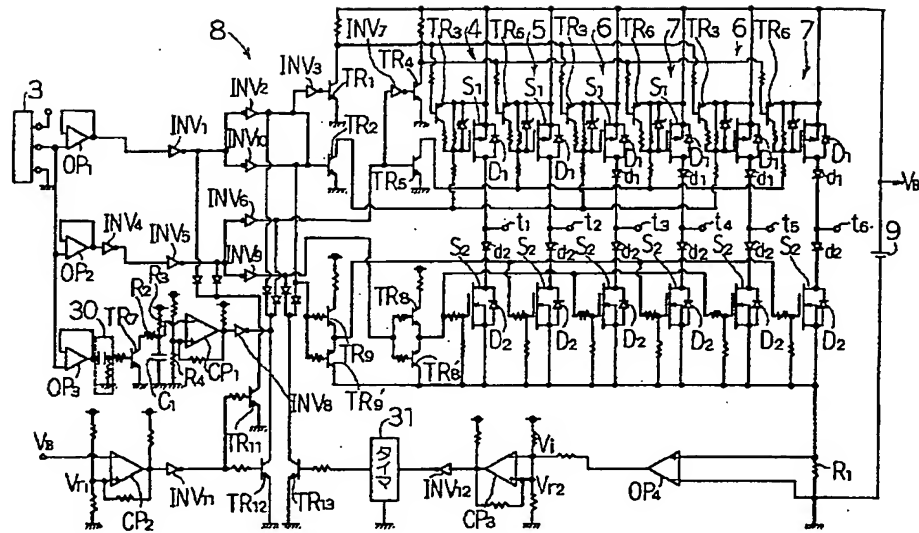 8
INV7
TR3
4
TR6
5
TR3
6
TR6
7
TR3
6
TR6
7
TR4
3
INV2
INV3
TR1
S1
S1
S1
S1
OP1
INV1
INV10
TR2
TR5
D1
D1
D1
D1
D1
D1
d1
d1
d1
d1
VB
9
INV4
INV5
INV6
INV9
t1
t2
t3
t4
t5
t6
d2
d2
d2
d2
d2
d2
OP2
S2
S2
S2
S2
S2
S2
30
TR7
R2
R3
TR8
D2
D2
D2
D2
D2
D2
OP3
C1
R4
CP1
TR9
TR9'
TR8'
INV8
TR11
31
タイマ
VB
Vr1
CP2
INV11
TR12
TR13
INV12
CP3
Vi
Vr2
OP4
R1